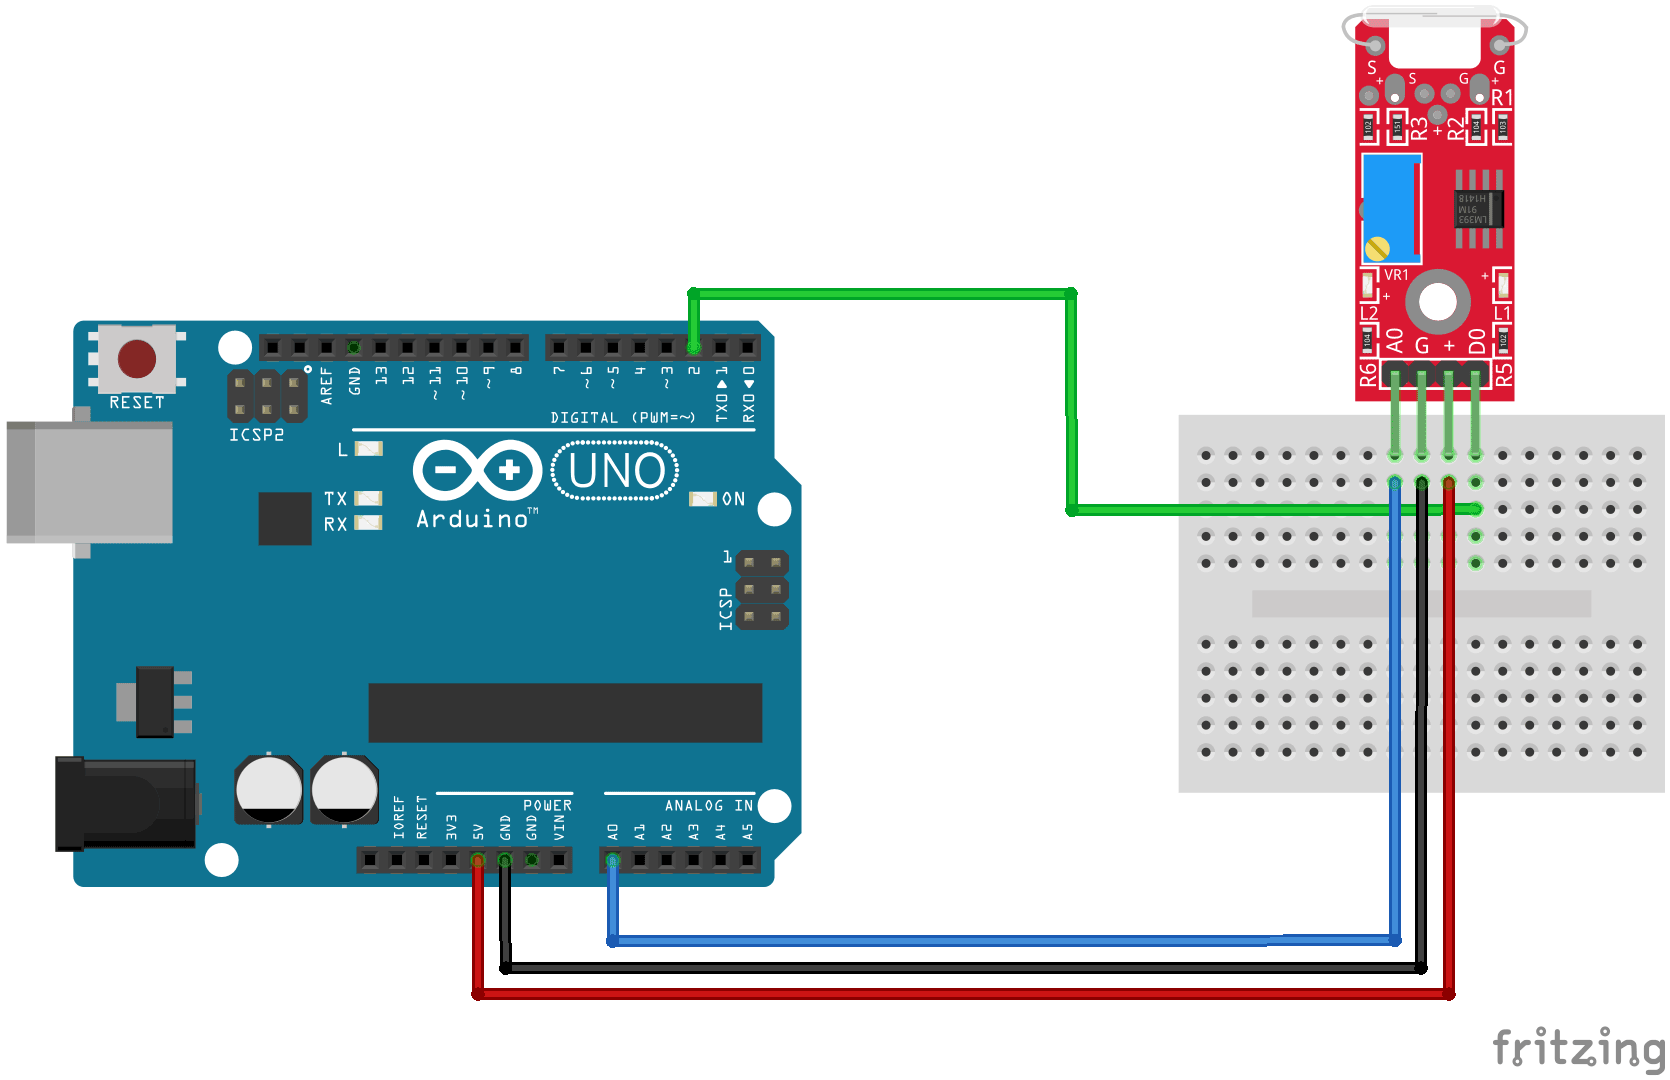 S G
+ S G +
R1
R3 + R2
102 151 104 103
LM393
91M
H1418
VR1 +
+
L2 L1
104 102
A0 G + D0
R6 R5
RESET
ICSP2
AREF GND 13 12 ~11 ~10 ~9 8 7 ~6 ~5 4 ~3 2 TX0▶1 RX0◀0
DIGITAL (PWM=~)
L
TX
RX
UNO
ON
Arduino™
1
ICSP
POWER ANALOG IN
IOREF RESET 3V3 5V GND GND VIN A0 A1 A2 A3 A4 A5
fritzing